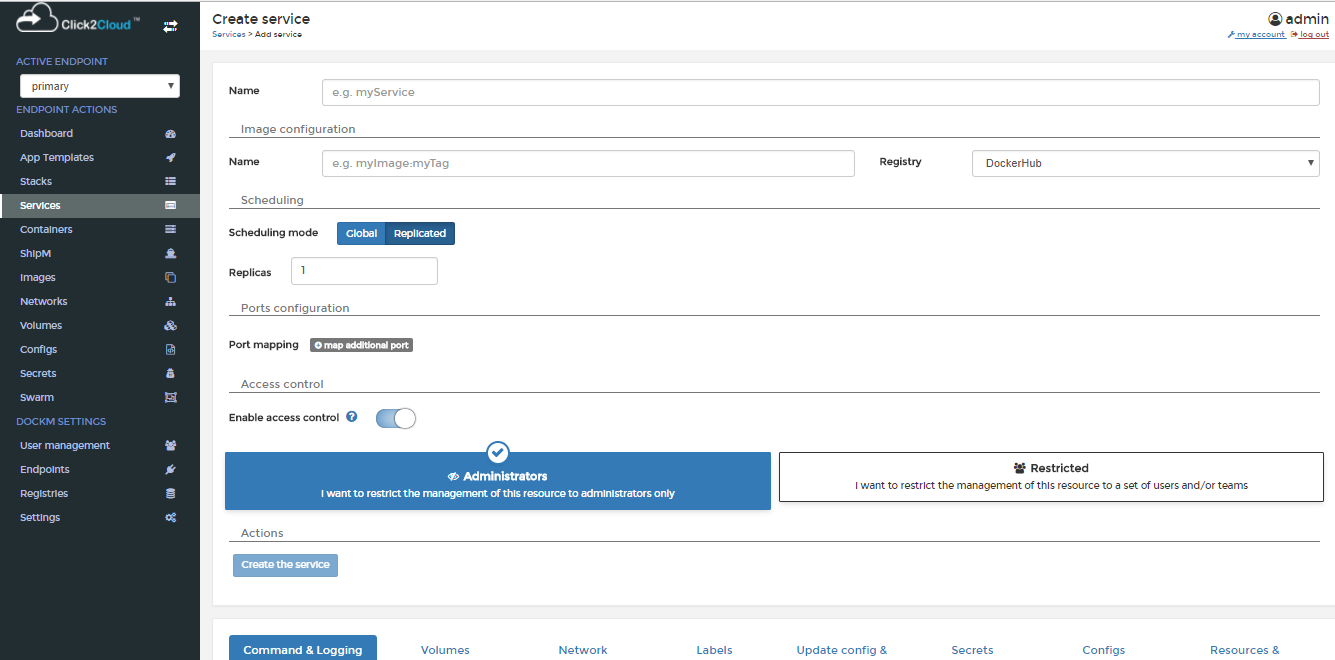 Click2Cloud™
ACTIVE ENDPOINT
primary
ENDPOINT ACTIONS
Dashboard
App Templates
Stacks
Services
Containers
ShipM
Images
Networks
Volumes
Configs
Secrets
Swarm
DOCKM SETTINGS
User management
Endpoints
Registries
Settings
Create service
Services > Add service
admin
my account log out
Name e.g. myService
Image configuration
Name e.g. myImage:myTag Registry DockerHub
Scheduling
Scheduling mode Global Replicated
Replicas 1
Ports configuration
Port mapping map additional port
Access control
Enable access control ?
Administrators
I want to restrict the management of this resource to administrators only
Restricted
I want to restrict the management of this resource to a set of users and/or teams
Actions
Create the service
Command & Logging Volumes Network Labels Update config & Secrets Configs Resources &